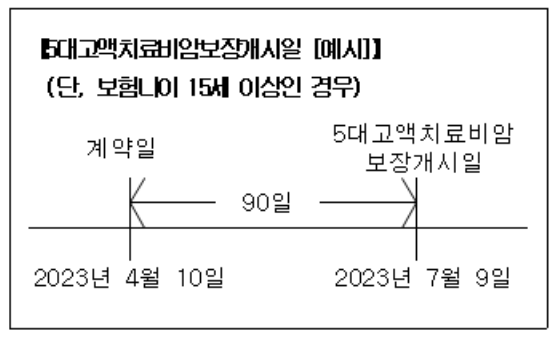 【5대고액치료비암보장개시일 [예시]】
(단, 보험나이 15세 이상인 경우)
계약일
5대고액치료비암
보장개시일
90일
2023년 4월 10일
2023년 7월 9일